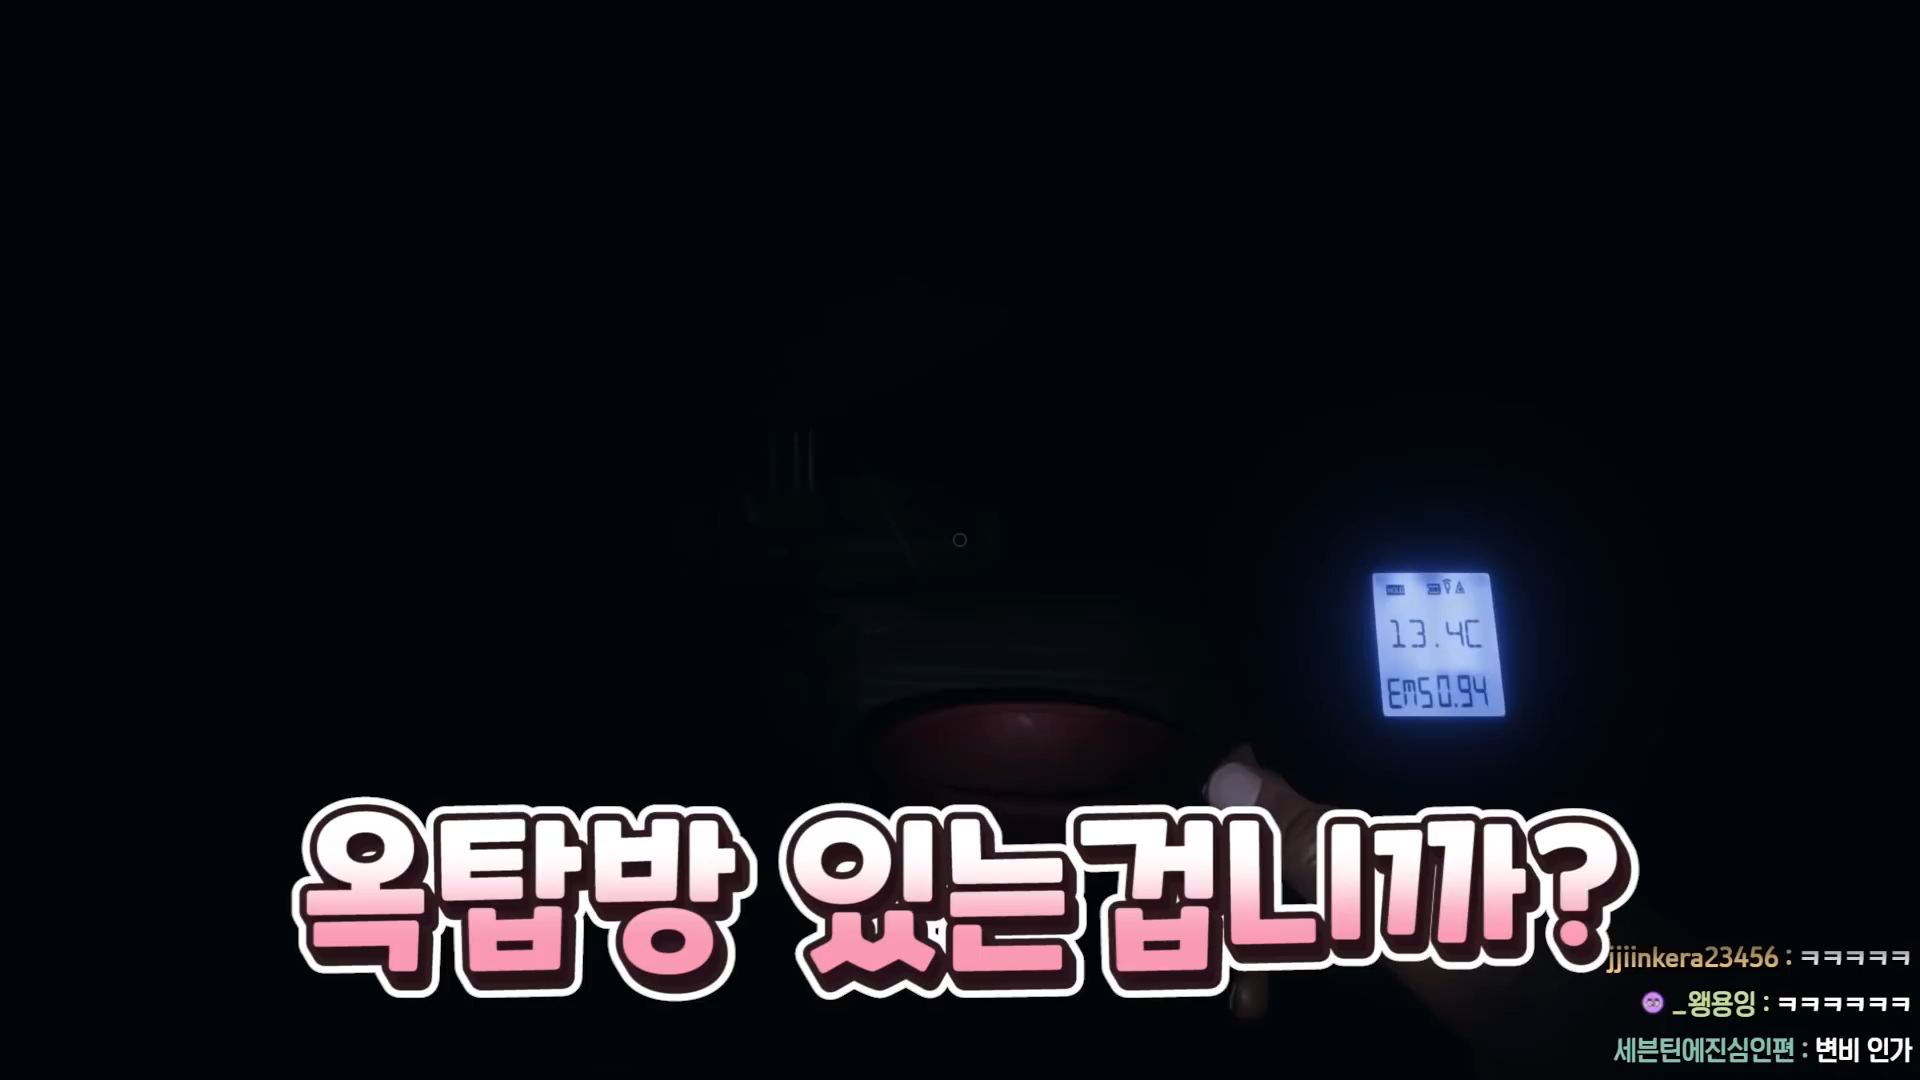 13.4C
EMS0.94
옥탑방 있는겁니까?
jjiinkera23456 : ㅋㅋㅋㅋㅋ
_왱용잉 : ㅋㅋㅋㅋㅋㅋ
세븐틴에진심인편 : 변비 인가